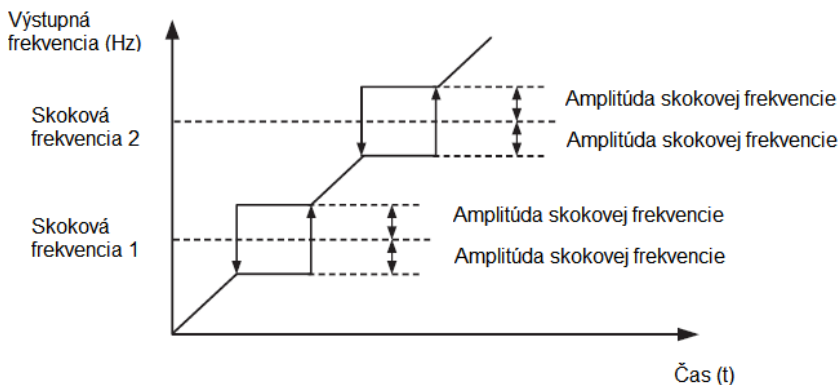 Výstupná
frekvencia (Hz)
Amplitúda skokovej frekvencie
Skoková
frekvencia 2
Amplitúda skokovej frekvencie
Amplitúda skokovej frekvencie
Skoková
frekvencia 1
Amplitúda skokovej frekvencie
Čas (t)